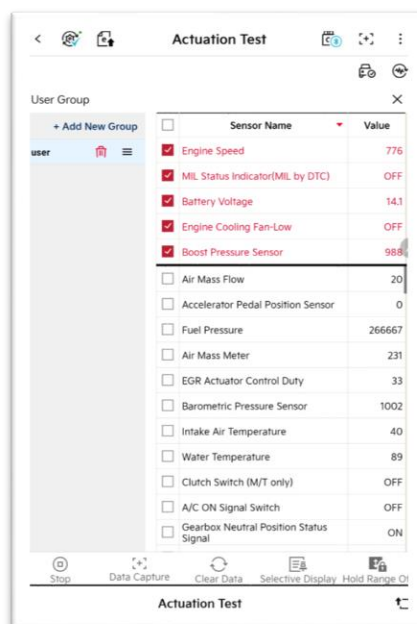 Actuation Test
User Group
+ Add New Group
Sensor Name Value
user
Engine Speed 776
MIL Status Indicator(MIL by DTC) OFF
Battery Voltage 14.1
Engine Cooling Fan-Low OFF
Boost Pressure Sensor 988
Air Mass Flow 20
Accelerator Pedal Position Sensor 0
Fuel Pressure 266667
Air Mass Meter 231
EGR Actuator Control Duty 33
Barometric Pressure Sensor 1002
Intake Air Temperature 40
Water Temperature 89
Clutch Switch (M/T only) OFF
A/C ON Signal Switch OFF
Gearbox Neutral Position Status
Signal ON
Stop Data Capture Clear Data Selective Display Hold Range Of
Actuation Test